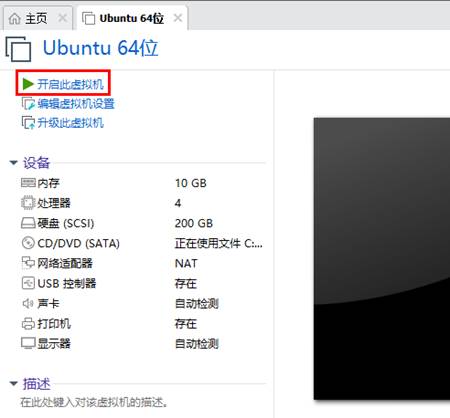 主页 Ubuntu 64位
Ubuntu 64位
开启此虚拟机
编辑虚拟机设置
升级此虚拟机
设备
内存 10 GB
处理器 4
硬盘 (SCSI) 200 GB
CD/DVD (SATA) 正在使用文件 C:...
网络适配器 NAT
USB 控制器 存在
声卡 自动检测
打印机 存在
显示器 自动检测
描述
在此处键入对该虚拟机的描述。